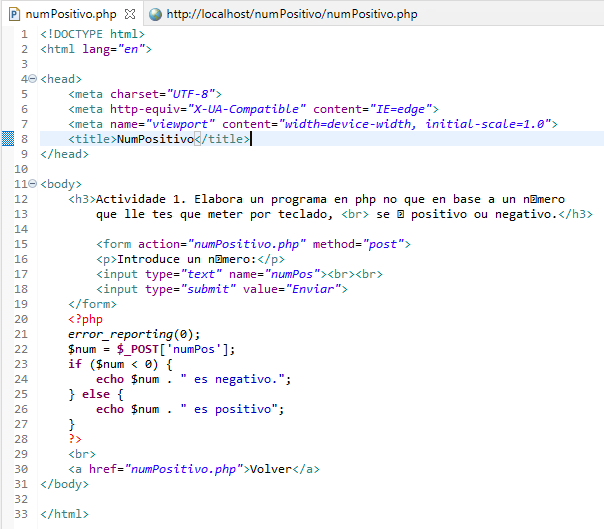 numPositivo.php http://localhost/numPositivo/numPositivo.php
1 <!DOCTYPE html>
2 <html lang="en">
3
4 <head>
5 <meta charset="UTF-8">
6 <meta http-equiv="X-UA-Compatible" content="IE=edge">
7 <meta name="viewport" content="width=device-width, initial-scale=1.0">
8 <title>NumPositivo</title>
9 </head>
10
11 <body>
12 <h3>Actividade 1. Elabora un programa en php no que en base a un n�mero
13 que lle tes que meter por teclado, <br> se � positivo ou negativo.</h3>
14
15 <form action="numPositivo.php" method="post">
16 <p>Introduce un n�mero:</p>
17 <input type="text" name="numPos"><br><br>
18 <input type="submit" value="Enviar">
19 </form>
20 <?php
21 error_reporting(0);
22 $num = $_POST['numPos'];
23 if ($num < 0) {
24 echo $num . " es negativo.";
25 } else {
26 echo $num . " es positivo";
27 }
28 ?>
29 <br>
30 <a href="numPositivo.php">Volver</a>
31 </body>
32
33 </html>